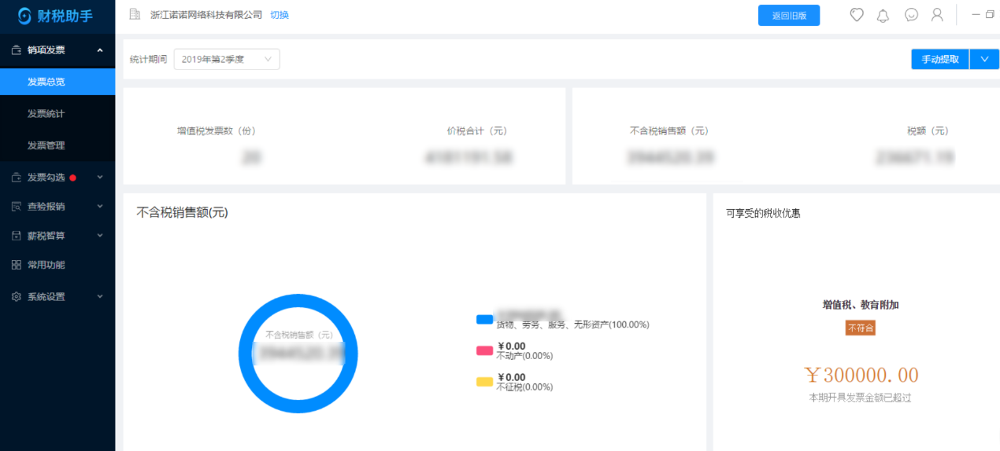 财税助手
浙江诺诺网络科技有限公司 切换
返回旧版
销项发票
发票总览
发票统计
发票管理
发票勾选
查验报销
薪税智算
常用功能
系统设置
统计期间 2019年第2季度
手动提取
增值税发票数（份）
价税合计（元）
不含税销售额（元）
税额（元）
不含税销售额(元)
不含税销售额（元）
货物、劳务、服务、无形资产(100.00%)
￥0.00
不动产(0.00%)
￥0.00
不征税(0.00%)
可享受的税收优惠
增值税、教育附加
不符合
￥300000.00
本期开具发票金额已超过